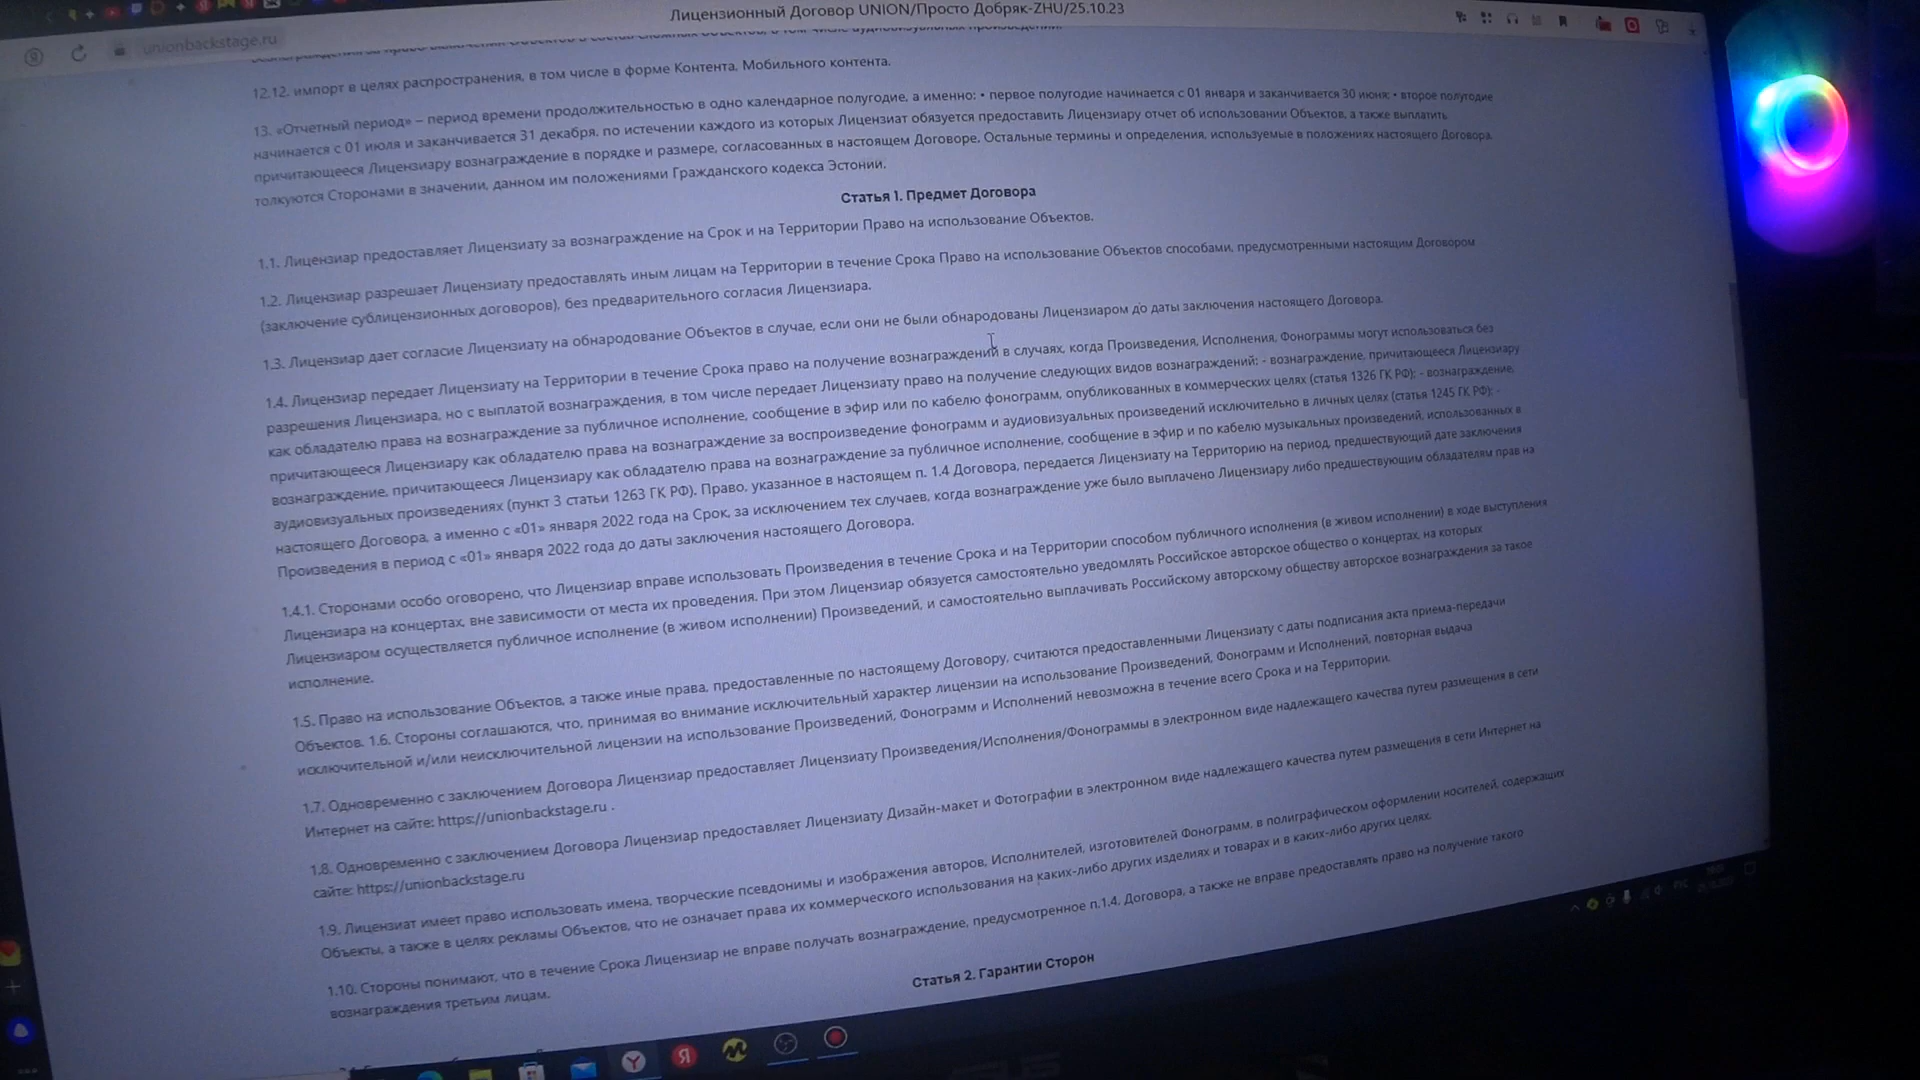 Лицензионный Договор UNION/Просто Добряк-ZHU/25.10.23
unionbackstage.ru
12.12. импорт в целях распространения, в том числе в форме Контента, Мобильного контента.
13. «Отчетный период» – период времени продолжительностью в одно календарное полугодие, а именно: • первое полугодие начинается с 01 января и заканчивается 30 июня; • второе полугодие
начинается с 01 июля и заканчивается 31 декабря, по истечении каждого из которых Лицензиат обязуется предоставить Лицензиару отчет об использовании Объектов, а также выплатить
причитающееся Лицензиару вознаграждение в порядке и размере, согласованных в настоящем Договоре. Остальные термины и определения, используемые в положениях настоящего Договора,
толкуются Сторонами в значении, данном им положениями Гражданского кодекса Эстонии.
Статья 1. Предмет Договора
1.1. Лицензиар предоставляет Лицензиату за вознаграждение на Срок и на Территории Право на использование Объектов.
1.2. Лицензиар разрешает Лицензиату предоставлять иным лицам на Территории в течение Срока Право на использование Объектов способами, предусмотренными настоящим Договором
(заключение сублицензионных договоров), без предварительного согласия Лицензиара.
1.3. Лицензиар дает согласие Лицензиату на обнародование Объектов в случае, если они не были обнародованы Лицензиаром до даты заключения настоящего Договора.
1.4. Лицензиар передает Лицензиату на Территории в течение Срока право на получение вознаграждений в случаях, когда Произведения, Исполнения, Фонограммы могут использоваться без
разрешения Лицензиара, но с выплатой вознаграждения, в том числе передает Лицензиату право на получение следующих видов вознаграждений: - вознаграждение, причитающееся Лицензиару
как обладателю права на вознаграждение за публичное исполнение, сообщение в эфир или по кабелю фонограмм, опубликованных в коммерческих целях (статья 1326 ГК РФ); - вознаграждение,
причитающееся Лицензиару как обладателю права на вознаграждение за воспроизведение фонограмм и аудиовизуальных произведений исключительно в личных целях (статья 1245 ГК РФ); -
вознаграждение, причитающееся Лицензиару как обладателю права на вознаграждение за публичное исполнение, сообщение в эфир и по кабелю музыкальных произведений, использованных в
аудиовизуальных произведениях (пункт 3 статьи 1263 ГК РФ). Право, указанное в настоящем п. 1.4 Договора, передается Лицензиату на Территорию на период, предшествующий дате заключения
настоящего Договора, а именно с «01» января 2022 года на Срок, за исключением тех случаев, когда вознаграждение уже было выплачено Лицензиару либо предшествующим обладателям прав на
Произведения в период с «01» января 2022 года до даты заключения настоящего Договора.
1.4.1. Сторонами особо оговорено, что Лицензиар вправе использовать Произведения в течение Срока и на Территории способом публичного исполнения (в живом исполнении) в ходе выступления
Лицензиара на концертах, вне зависимости от места их проведения. При этом Лицензиар обязуется самостоятельно уведомлять Российское авторское общество о концертах, на которых
Лицензиаром осуществляется публичное исполнение (в живом исполнении) Произведений, и самостоятельно выплачивать Российскому авторскому обществу авторское вознаграждения за такое
исполнение.
1.5. Право на использование Объектов, а также иные права, предоставленные по настоящему Договору, считаются предоставленными Лицензиату с даты подписания акта приема-передачи
Объектов. 1.6. Стороны соглашаются, что, принимая во внимание исключительный характер лицензии на использование Произведений, Фонограмм и Исполнений, повторная выдача
исключительной и/или неисключительной лицензии на использование Произведений, Фонограмм и Исполнений невозможна в течение всего Срока и на Территории.
1.7. Одновременно с заключением Договора Лицензиар предоставляет Лицензиату Произведения/Исполнения/Фонограммы в электронном виде надлежащего качества путем размещения в сети
Интернет на сайте: https://unionbackstage.ru .
1.8. Одновременно с заключением Договора Лицензиар предоставляет Лицензиату Дизайн-макет и Фотографии в электронном виде надлежащего качества путем размещения в сети Интернет на
сайте: https://unionbackstage.ru
1.9. Лицензиат имеет право использовать имена, творческие псевдонимы и изображения авторов, Исполнителей, изготовителей Фонограмм, в полиграфическом оформлении носителей, содержащих
Объекты, а также в целях рекламы Объектов, что не означает права их коммерческого использования на каких-либо других изделиях и товарах и в каких-либо других целях.
1.10. Стороны понимают, что в течение Срока Лицензиар не вправе получать вознаграждение, предусмотренное п.1.4. Договора, а также не вправе предоставлять право на получение такого
вознаграждения третьим лицам.
Статья 2. Гарантии Сторон